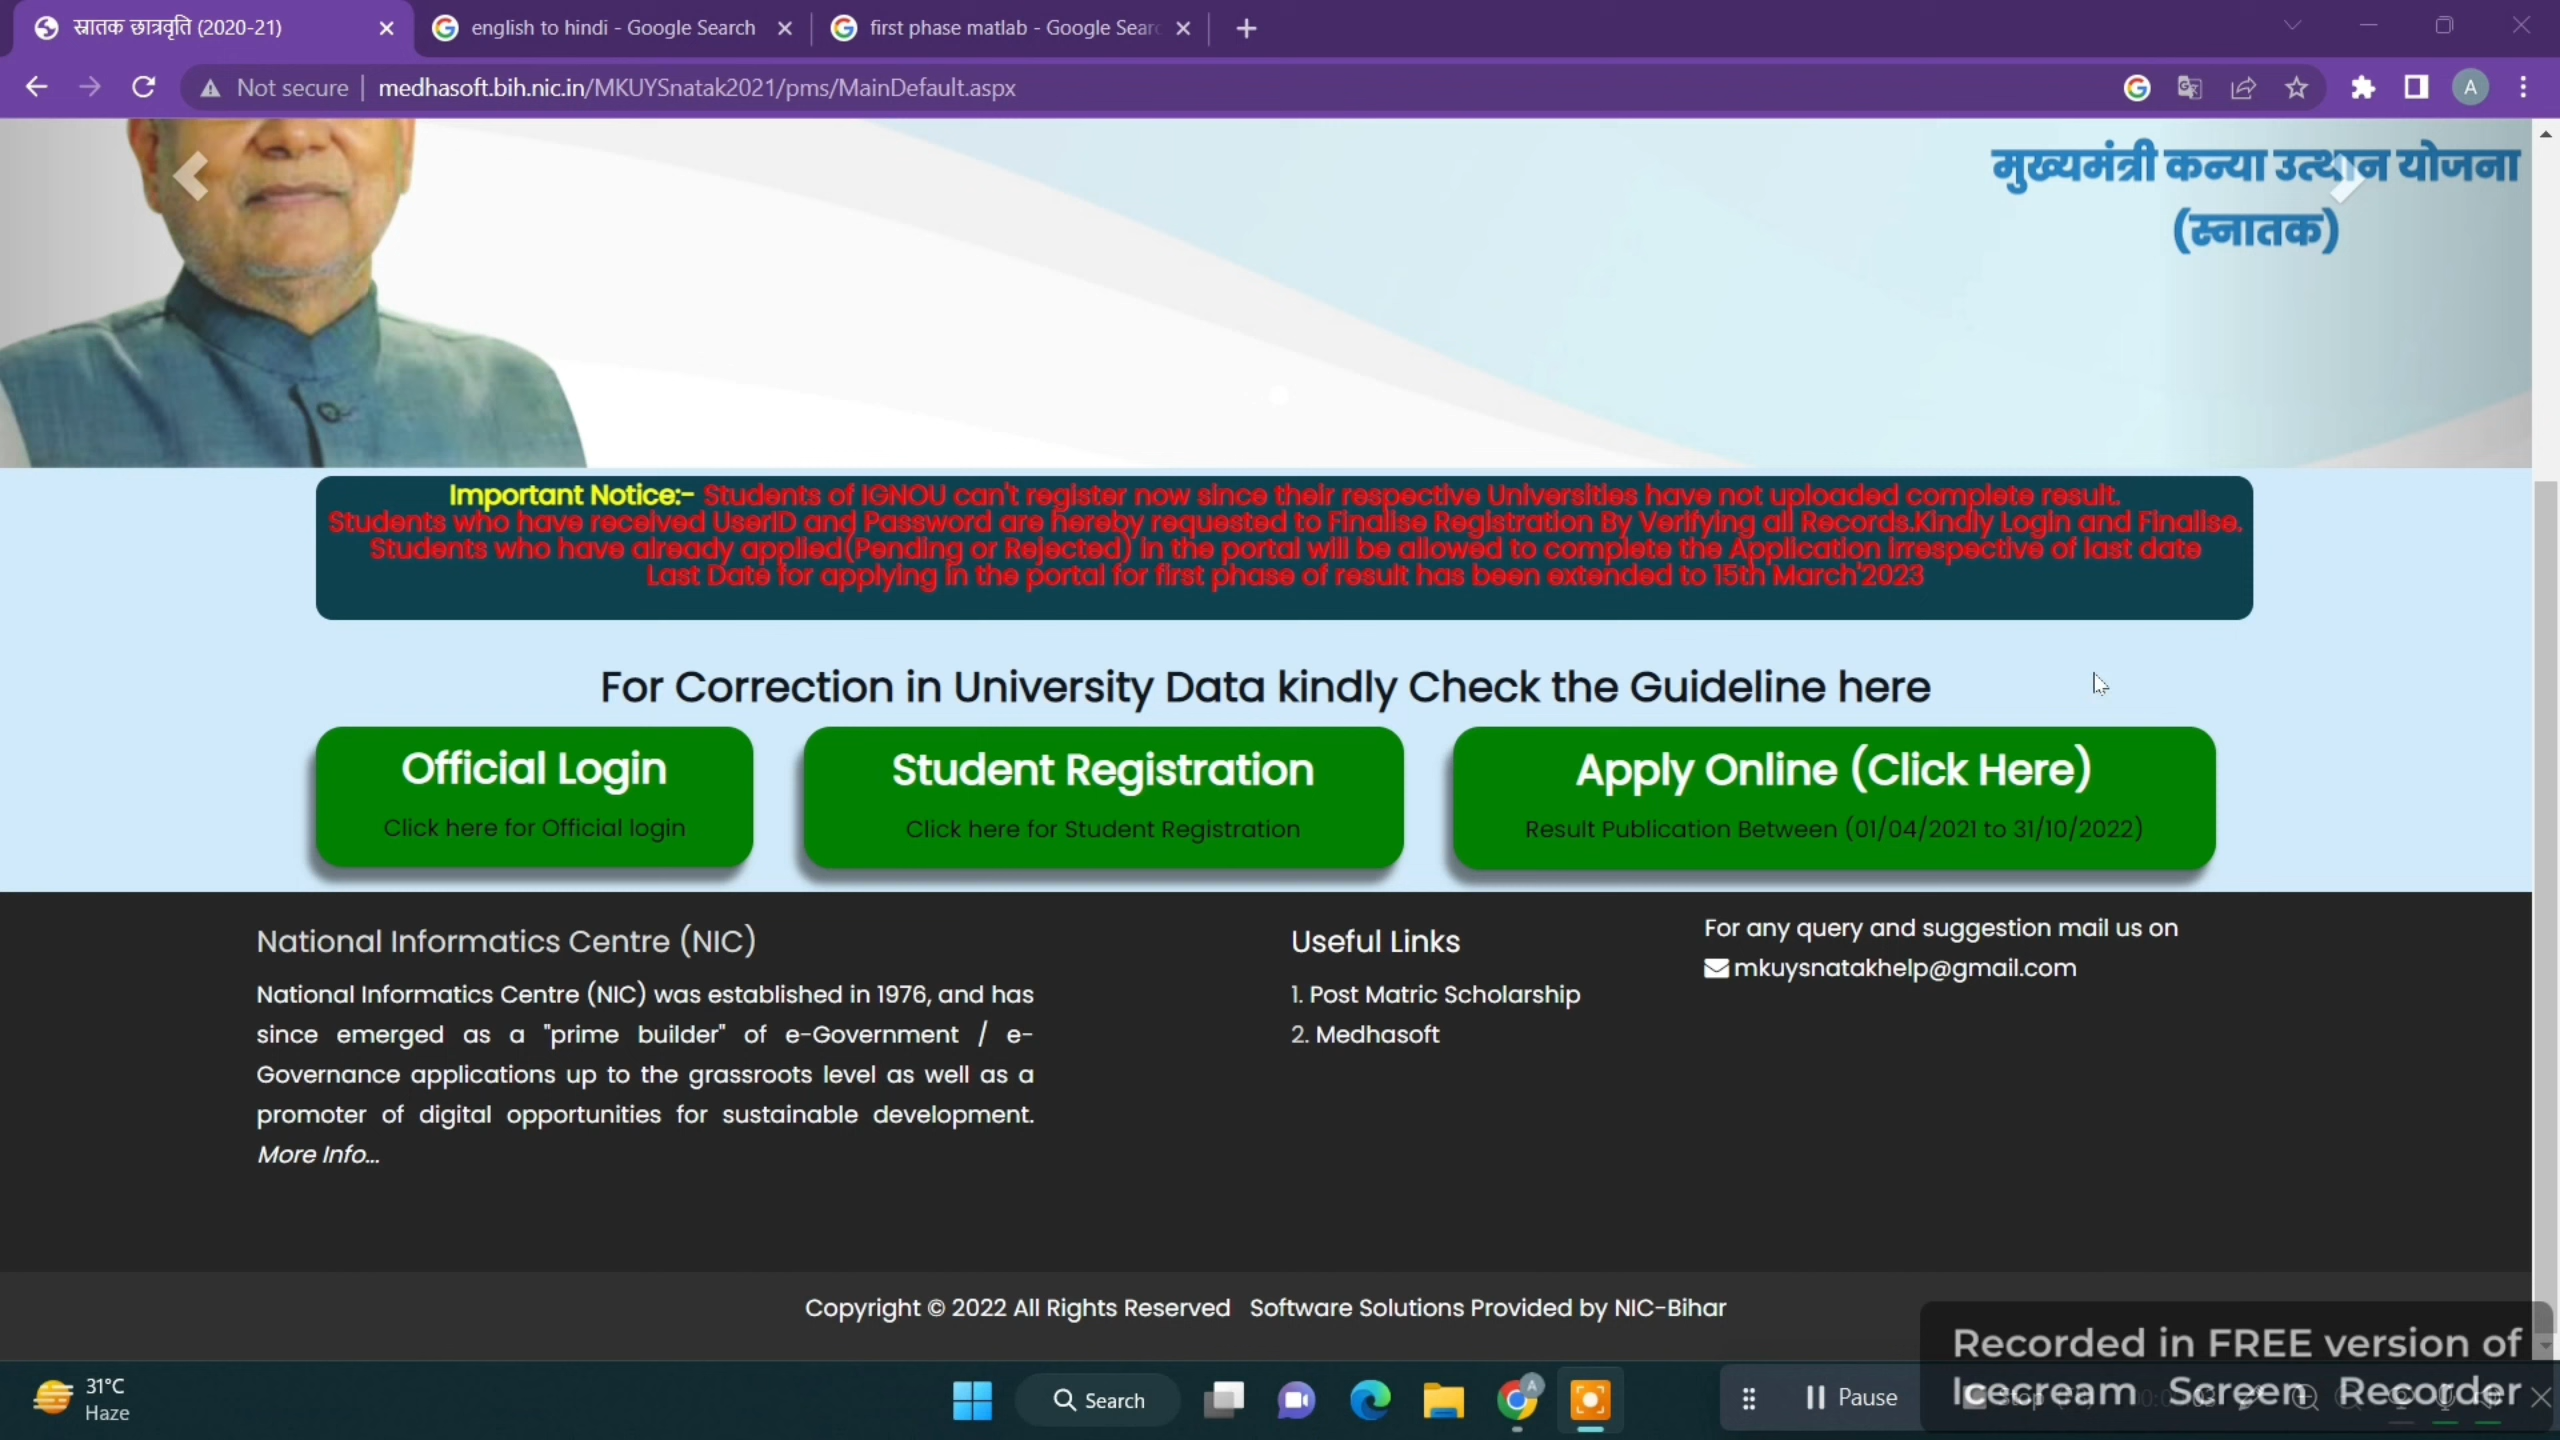 स्नातक छात्रवृति (2020-21)
english to hindi - Google Search
first phase matlab - Google Searc
Not secure
medhasoft.bih.nic.in/MKUYSnatak2021/pms/MainDefault.aspx
A
मुख्यमंत्री कन्या उत्थान योजना
(स्नातक)
Important Notice:- Students of IGNOU can't register now since their respective Universities have not uploaded complete result.
Students who have received UserID and Password are hereby requested to Finalise Registration By Verifying all Records.Kindly Login and Finalise.
Students who have already applied(Pending or Rejected) in the portal will be allowed to complete the Application irrespective of last date
Last Date for applying in the portal for first phase of result has been extended to 15th March'2023
For Correction in University Data kindly Check the Guideline here
Official Login
Click here for Official login
Student Registration
Click here for Student Registration
Apply Online (Click Here)
Result Publication Between (01/04/2021 to 31/10/2022)
National Informatics Centre (NIC)
National Informatics Centre (NIC) was established in 1976, and has
since emerged as a "prime builder" of e-Government / e-
Governance applications up to the grassroots level as well as a
promoter of digital opportunities for sustainable development.
More Info...
Useful Links
1. Post Matric Scholarship
2. Medhasoft
For any query and suggestion mail us on
mkuysnatakhelp@gmail.com
Copyright © 2022 All Rights Reserved Software Solutions Provided by NIC-Bihar
Recorded in FREE version of
Icecream Screen Recorder
31°C
Haze
Search
A
Pause